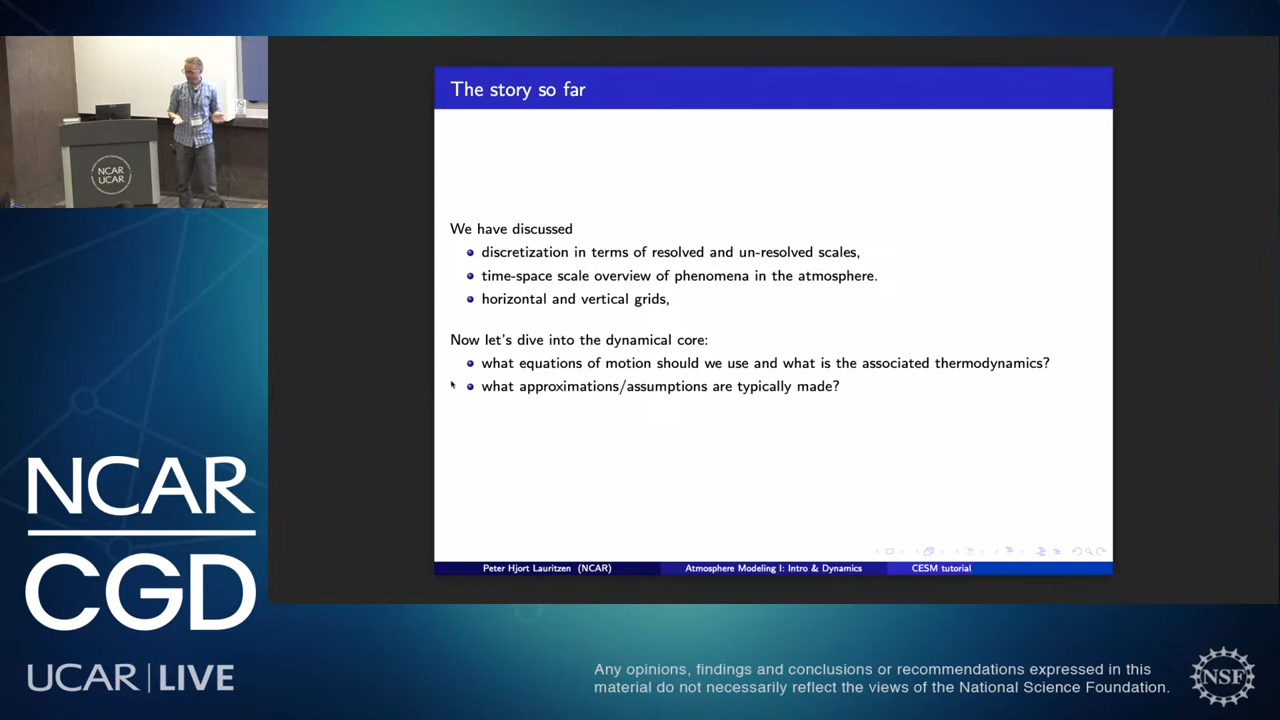 NCAR
UCAR
The story so far
We have discussed
discretization in terms of resolved and un-resolved scales,
time-space scale overview of phenomena in the atmosphere.
horizontal and vertical grids,
Now let's dive into the dynamical core:
what equations of motion should we use and what is the associated thermodynamics?
what approximations/assumptions are typically made?
Peter Hjort Lauritzen (NCAR) Atmosphere Modeling I: Intro & Dynamics CESM tutorial
NCAR
CGD
UCAR | LIVE
Any opinions, findings and conclusions or recommendations expressed in this
material do not necessarily reflect the views of the National Science Foundation.
NSF